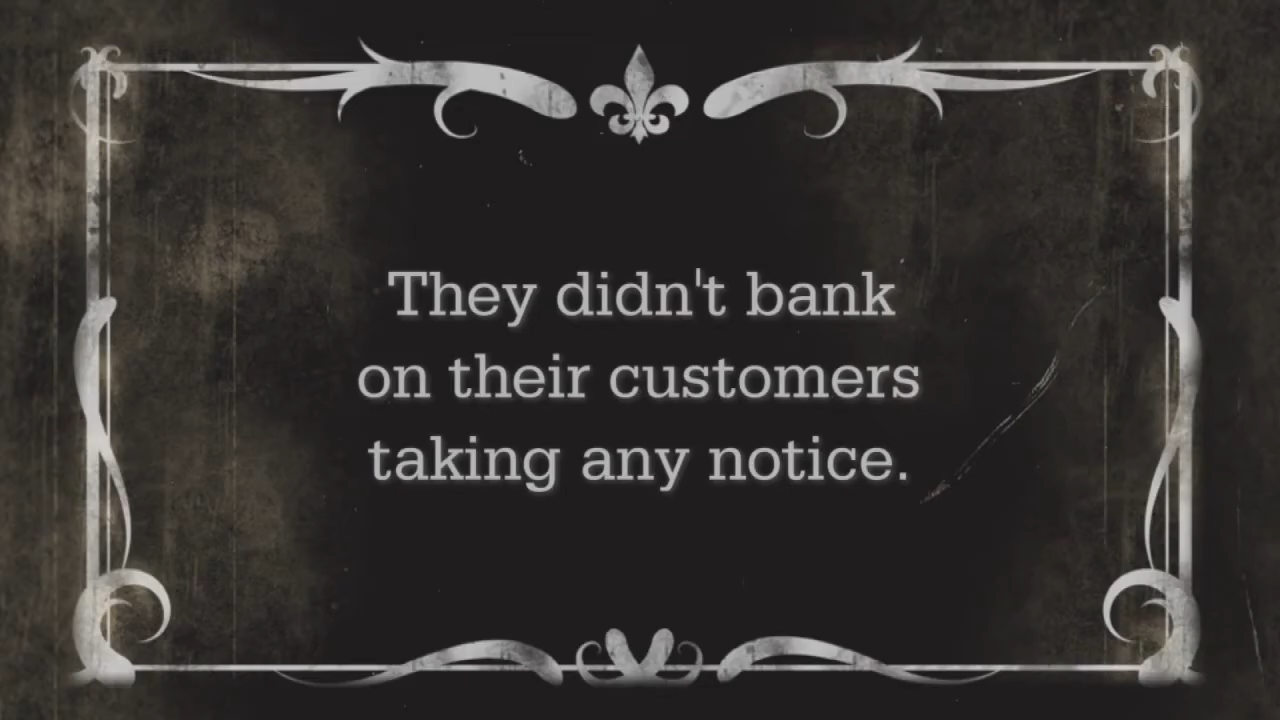 They didn't bank
on their customers
taking any notice.